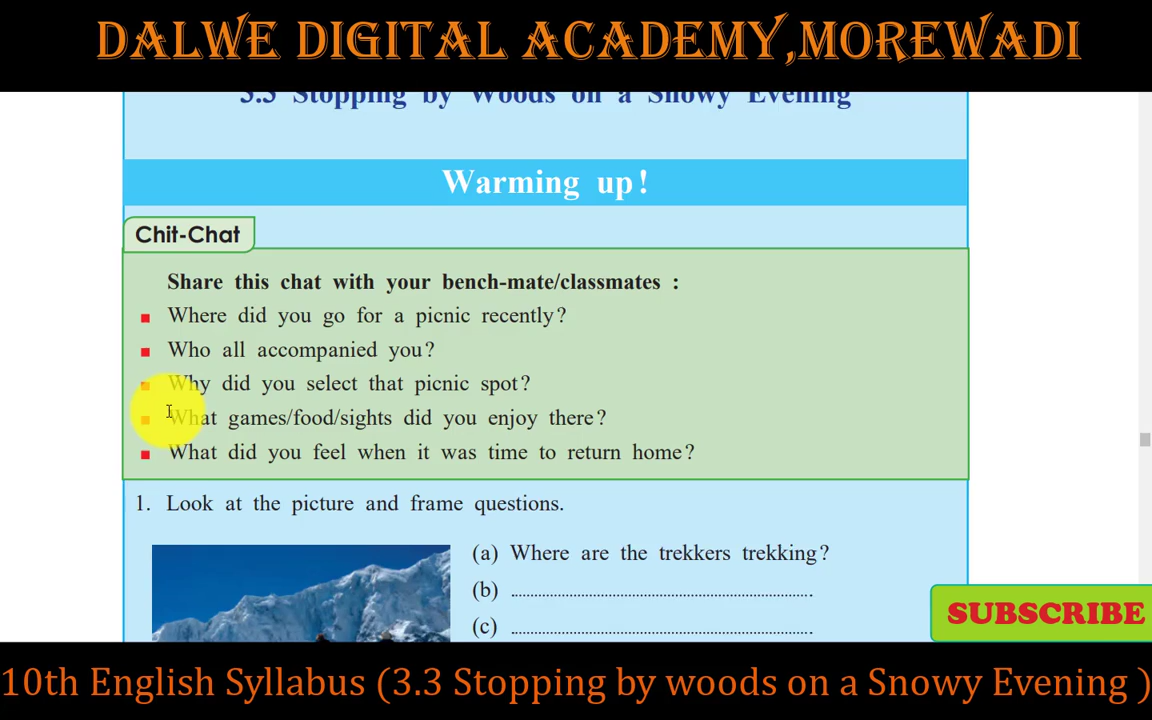 DALWE DIGITAL ACADEMY,MOREWADI
3.3 Stopping by Woods on a Snowy Evening
Warming up!
Chit-Chat
Share this chat with your bench-mate/classmates :
Where did you go for a picnic recently?
Who all accompanied you?
Why did you select that picnic spot?
What games/food/sights did you enjoy there?
What did you feel when it was time to return home?
1. Look at the picture and frame questions.
(a) Where are the trekkers trekking?
(b) ..............................................................
(c) ..............................................................
SUBSCRIBE
10th English Syllabus (3.3 Stopping by woods on a Snowy Evening )